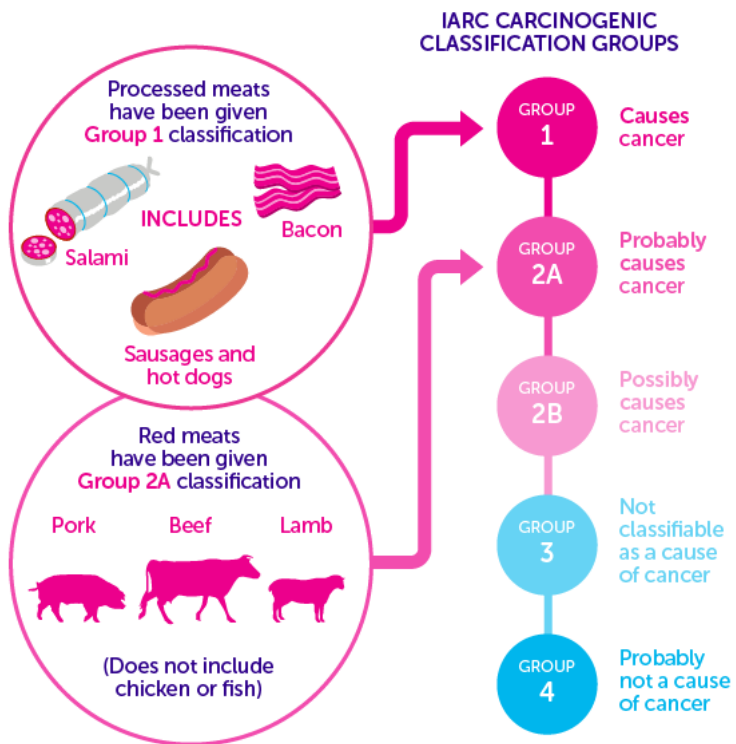 IARC CARCINOGENIC
CLASSIFICATION GROUPS
Processed meats
have been given
Group 1 classification
INCLUDES
Salami
Bacon
Sausages and
hot dogs
Red meats
have been given
Group 2A classification
Pork
Beef
Lamb
(Does not include
chicken or fish)
GROUP
1
Causes
cancer
GROUP
2A
Probably
causes
cancer
GROUP
2B
Possibly
causes
cancer
GROUP
3
Not
classifiable
as a cause
of cancer
GROUP
4
Probably
not a cause
of cancer